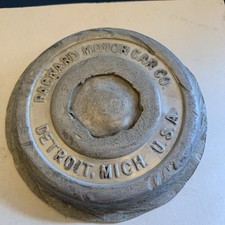 PACKARD MOTOR CAR CO.
DETROIT, MICH. U.S.A.